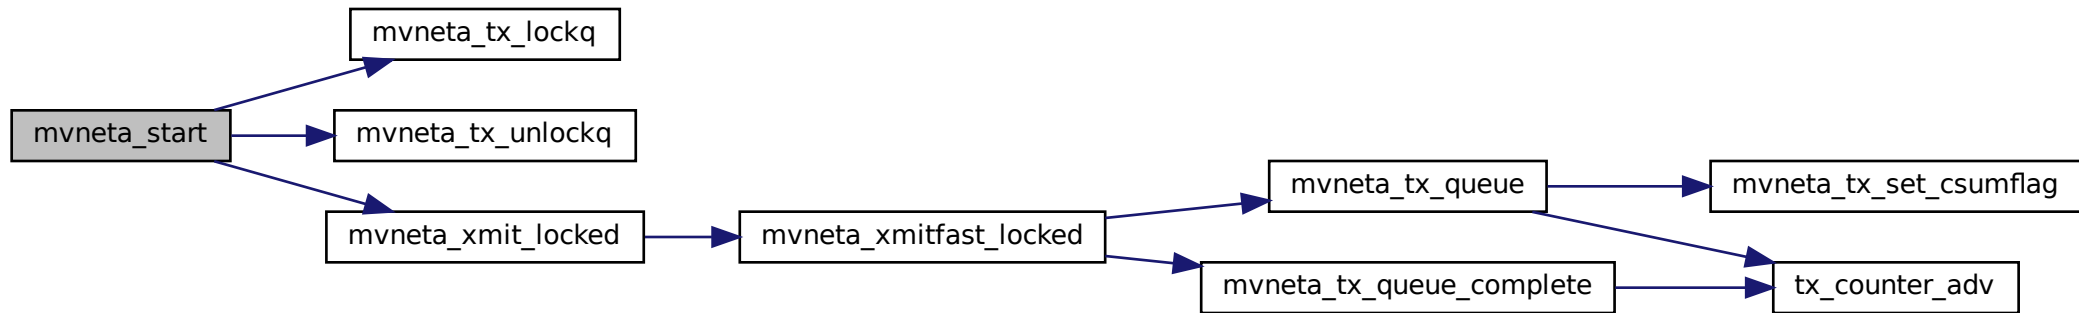 mvneta_tx_lockq
mvneta_start
mvneta_tx_unlockq
mvneta_tx_queue
mvneta_tx_set_csumflag
mvneta_xmit_locked
mvneta_xmitfast_locked
mvneta_tx_queue_complete
tx_counter_adv